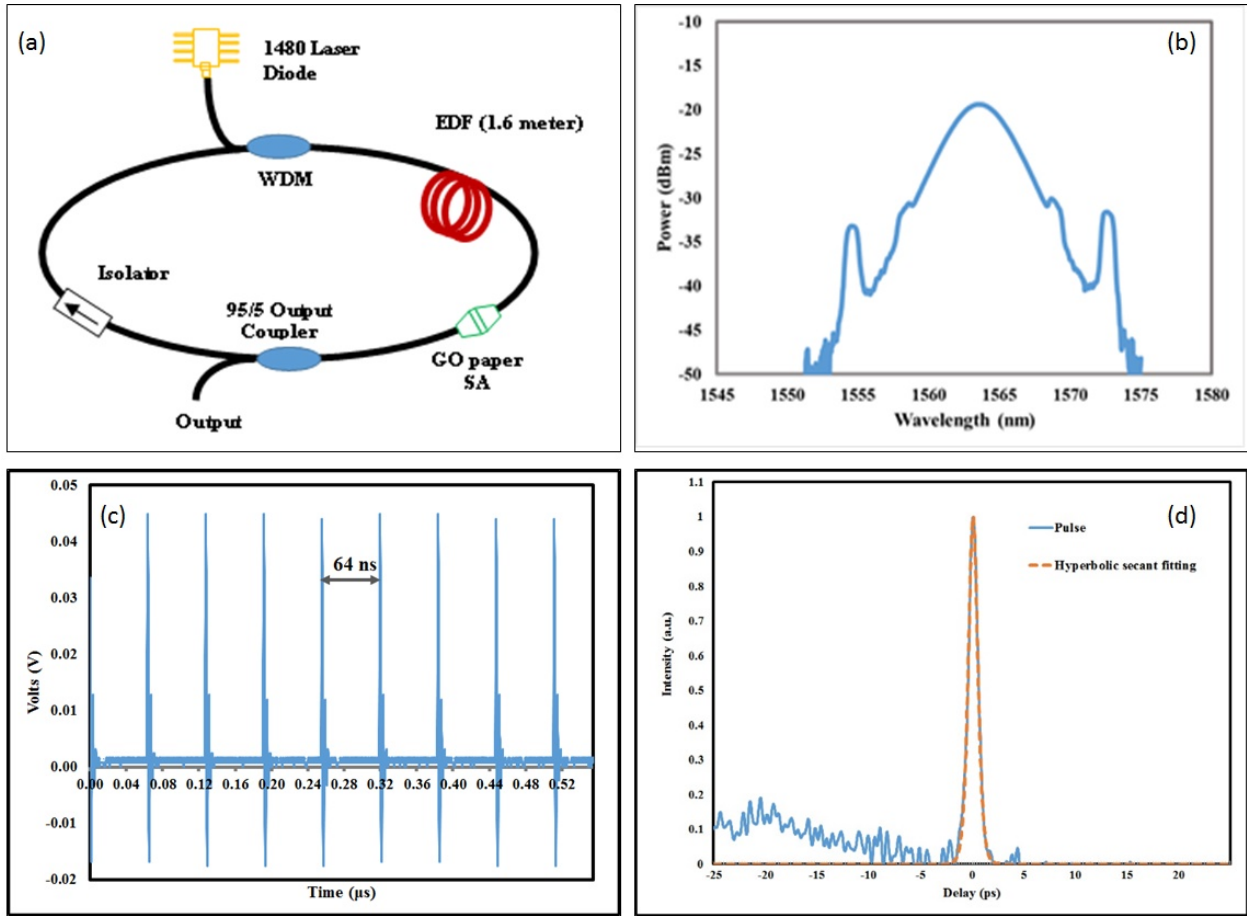 (a)
1480 Laser
Diode
EDF (1.6 meter)
WDM
Isolator
95/5 Output
Coupler
GO paper
SA
Output
(b)
-10
-15
-20
-25
-30
-35
-40
-45
-50
Power (dBm)
1545 1550 1555 1560 1565 1570 1575 1580
Wavelength (nm)
(c)
0.05
0.04
0.03
0.02
0.01
0.00
-0.01
-0.02
Volts (V)
64 ns
0.00 0.04 0.08 0.12 0.16 0.20 0.24 0.28 0.32 0.36 0.40 0.44 0.48 0.52
Time (µs)
(d)
1.1
1
0.9
0.8
0.7
0.6
0.5
0.4
0.3
0.2
0.1
0
Intensity (a.u.)
Pulse
Hyperbolic secant fitting
-25 -20 -15 -10 -5 0 5 10 15 20
Delay (ps)